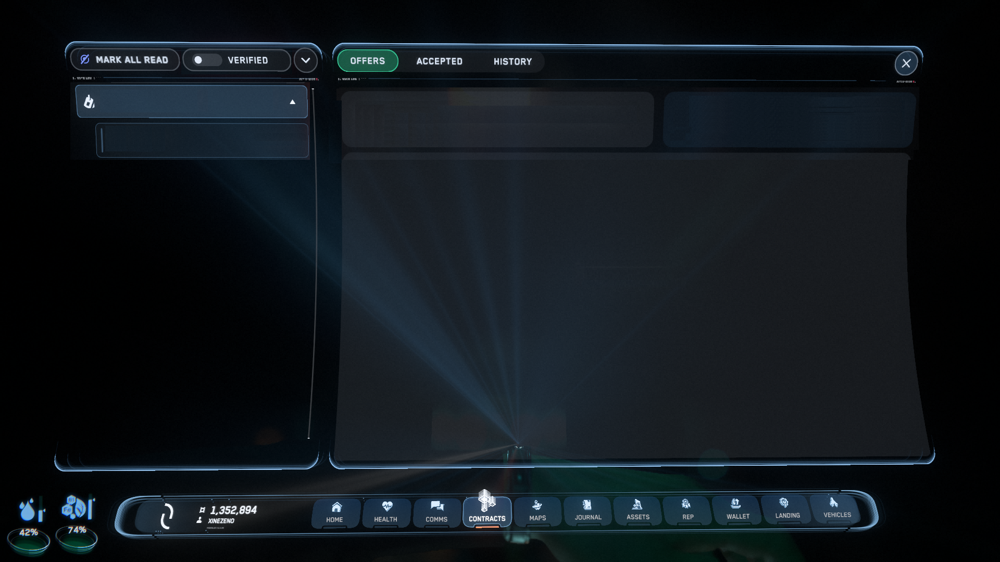 MARK ALL READ
VERIFIED
OFFERS
ACCEPTED
HISTORY
¤ 1,352,894
XINEZENO
HOME
HEALTH
COMMS
CONTRACTS
MAPS
JOURNAL
ASSETS
REP
WALLET
LANDING
VEHICLES
42%
74%